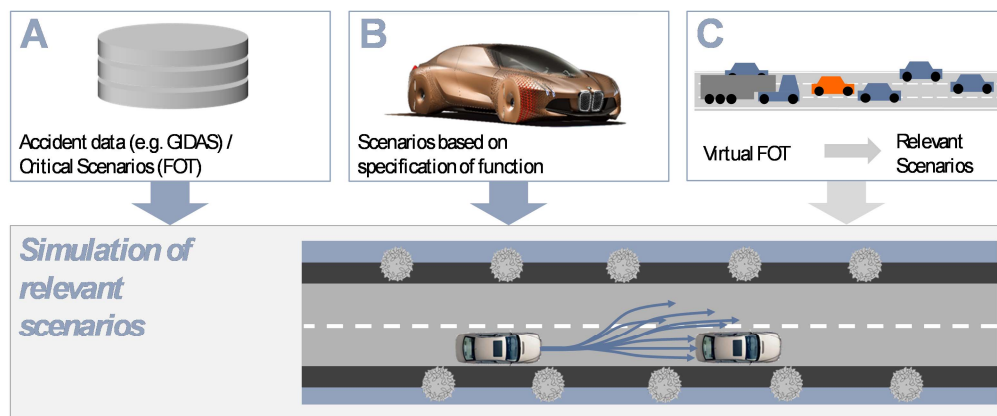 A
Accident data (e.g. GIDAS) /
Critical Scenarios (FOT)
B
Scenarios based on
specification of function
C
Virtual FOT
Relevant
Scenarios
Simulation of
relevant
scenarios